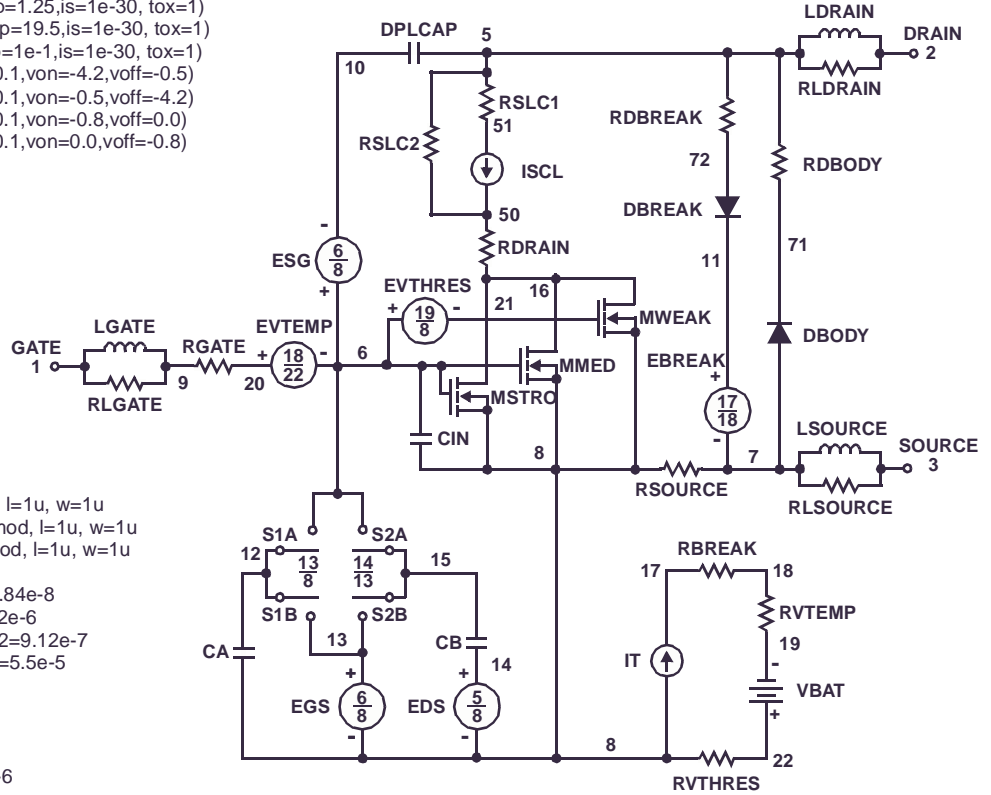 p=1.25,is=1e-30, tox=1)
p=19.5,is=1e-30, tox=1)
=1e-1,is=1e-30, tox=1)
0.1,von=-4.2,voff=-0.5)
0.1,von=-0.5,voff=-4.2)
0.1,von=-0.8,voff=0.0)
0.1,von=0.0,voff=-0.8)
LDRAIN
DPLCAP 5 DRAIN
10 2
RSLC1 RLDRAIN
51 RDBREAK
RSLC2
72 RDBODY
ISCL
50 DBREAK
RDRAIN 71
- 11
ESG 6/8
+
EVTHRES 16
+ 19/8 - 21 MWEAK
LGATE EVTEMP DBODY
GATE RGATE + 18/22 - 6 MMED EBREAK
1 9 20 +
RLGATE MSTRO 17/18
CIN -
LSOURCE
8 7 SOURCE
3
RSOURCE RLSOURCE
l=1u, w=1u
mod, l=1u, w=1u
od, l=1u, w=1u
.84e-8
2e-6
2=9.12e-7
=5.5e-5
-6
S1A S2A
12 13/8 14/13 15
S1B S2B
13
CA CB
+ + 14
EGS 6/8 EDS 5/8
- -
RBREAK
17 18
RVTEMP
19
IT -
VBAT
+
8 22
RVTHRES